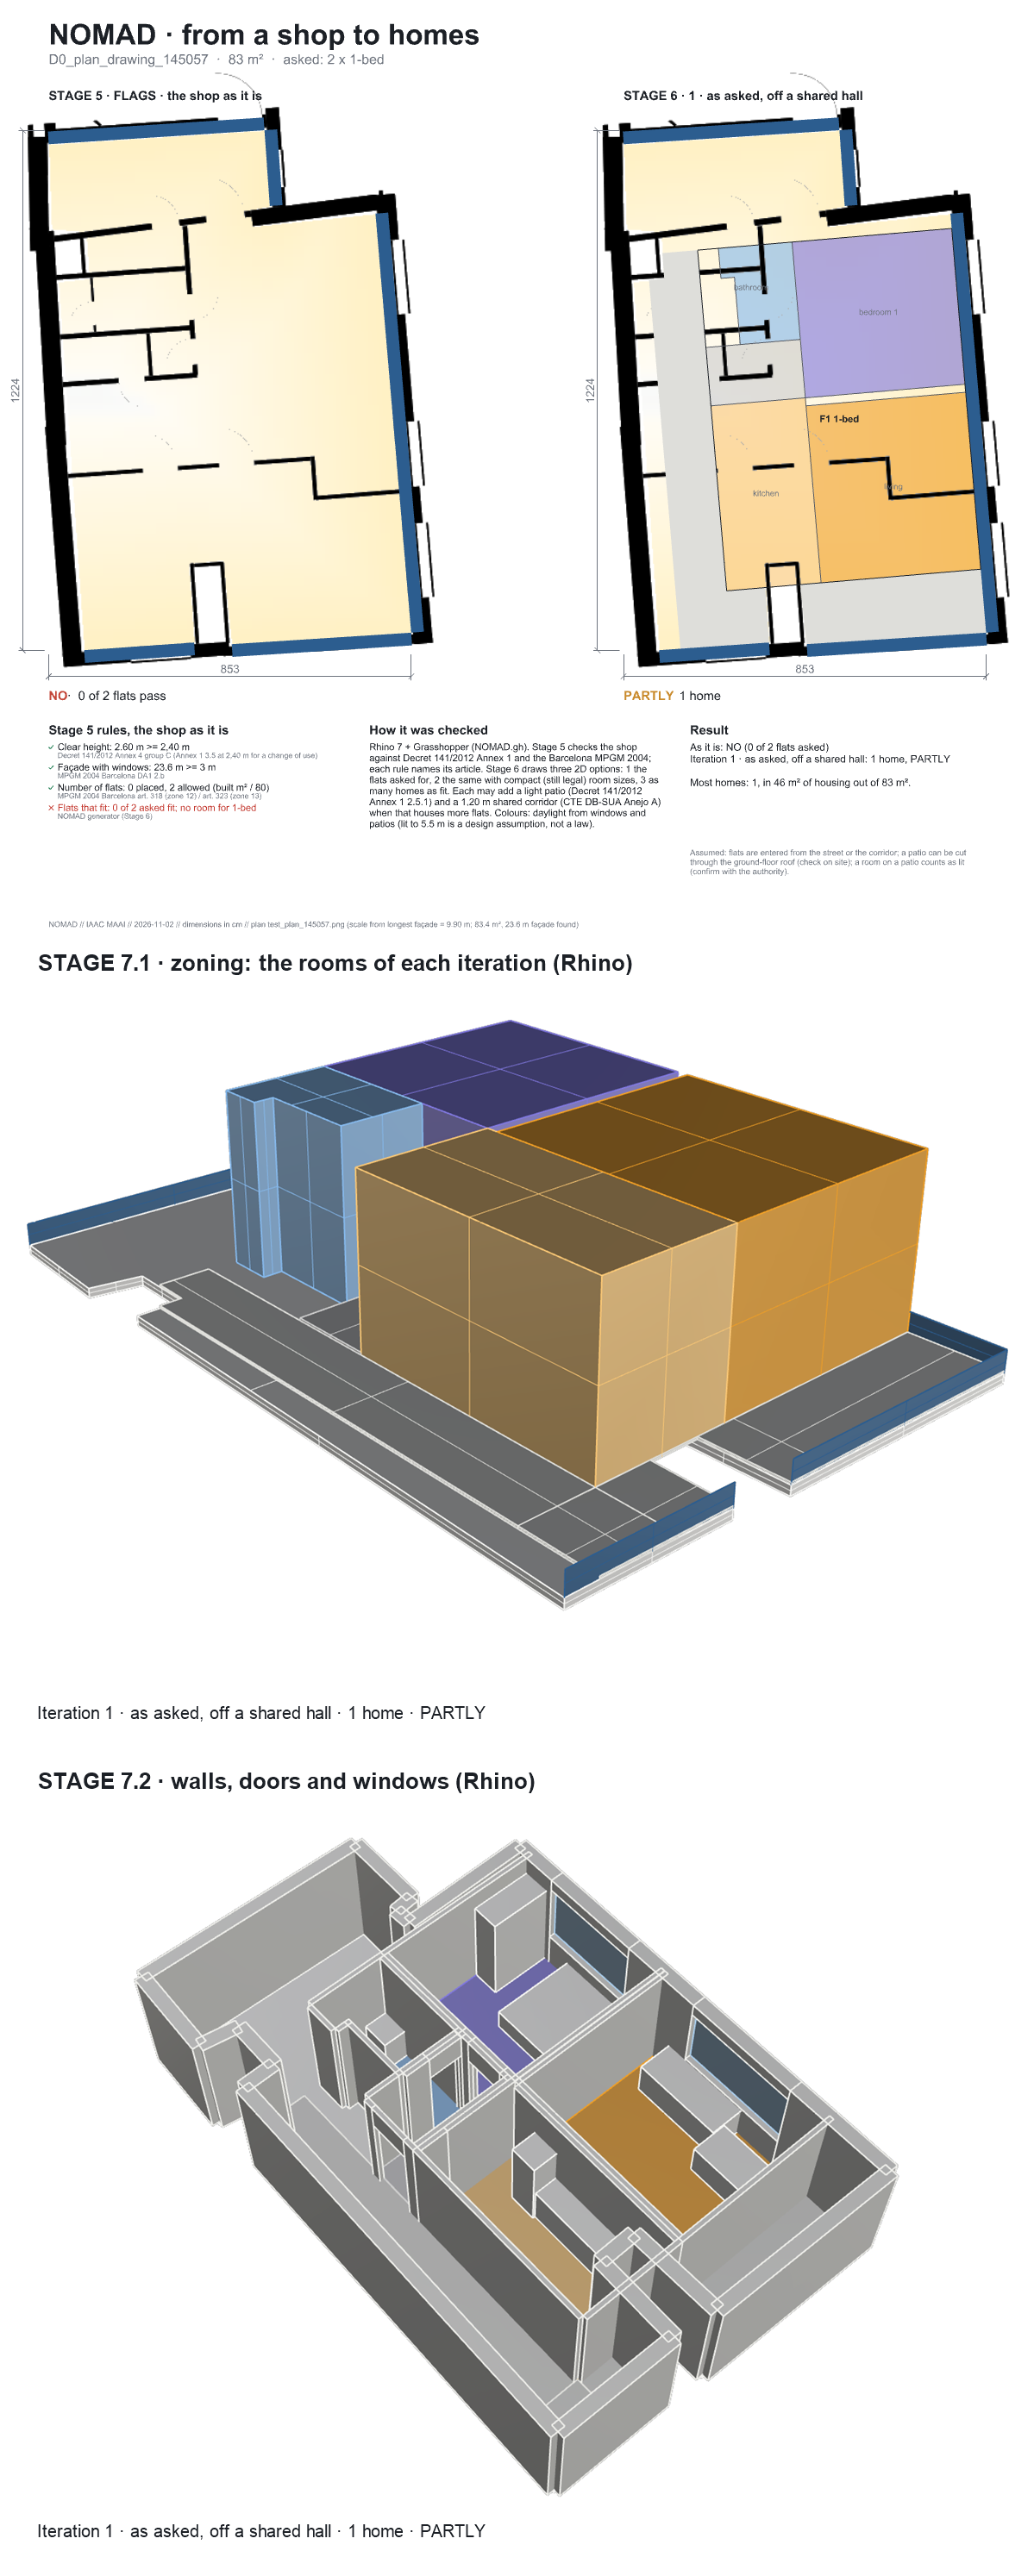 NOMAD · from a shop to homes
D0_plan_drawing_145057 · 83 m² · asked: 2 x 1-bed
STAGE 5 · FLAGS · the shop as it is
STAGE 6 · 1 · as asked, off a shared hall
1224
853
1224
853
bathroom
bedroom 1
F1 1-bed
kitchen
living
NO· 0 of 2 flats pass
PARTLY 1 home
Stage 5 rules, the shop as it is
✓ Clear height: 2.60 m >= 2,40 m
Decret 141/2012 Annex 4 group C (Annex 1 3.5 at 2,40 m for a change of use)
✓ Façade with windows: 23.6 m >= 3 m
MPGM 2004 Barcelona DA1 2.b
✓ Number of flats: 0 placed, 2 allowed (built m² / 80)
MPGM 2004 Barcelona art. 318 (zone 12) / art. 323 (zone 13)
✕ Flats that fit: 0 of 2 asked fit; no room for 1-bed
NOMAD generator (Stage 6)
How it was checked
Rhino 7 + Grasshopper (NOMAD.gh). Stage 5 checks the shop
against Decret 141/2012 Annex 1 and the Barcelona MPGM 2004;
each rule names its article. Stage 6 draws three 2D options: 1 the
flats asked for, 2 the same with compact (still legal) room sizes, 3 as
many homes as fit. Each may add a light patio (Decret 141/2012
Annex 1 2.5.1) and a 1,20 m shared corridor (CTE DB-SUA Anejo A)
when that houses more flats. Colours: daylight from windows and
patios (lit to 5.5 m is a design assumption, not a law).
Result
As it is: NO (0 of 2 flats asked)
Iteration 1 · as asked, off a shared hall: 1 home, PARTLY
Most homes: 1, in 46 m² of housing out of 83 m².
Assumed: flats are entered from the street or the corridor; a patio can be cut
through the ground-floor roof (check on site); a room on a patio counts as lit
(confirm with the authority).
NOMAD // IAAC MAAI // 2026-11-02 // dimensions in cm // plan test_plan_145057.png (scale from longest façade = 9.90 m; 83.4 m², 23.6 m façade found)
STAGE 7.1 · zoning: the rooms of each iteration (Rhino)
Iteration 1 · as asked, off a shared hall · 1 home · PARTLY
STAGE 7.2 · walls, doors and windows (Rhino)
Iteration 1 · as asked, off a shared hall · 1 home · PARTLY